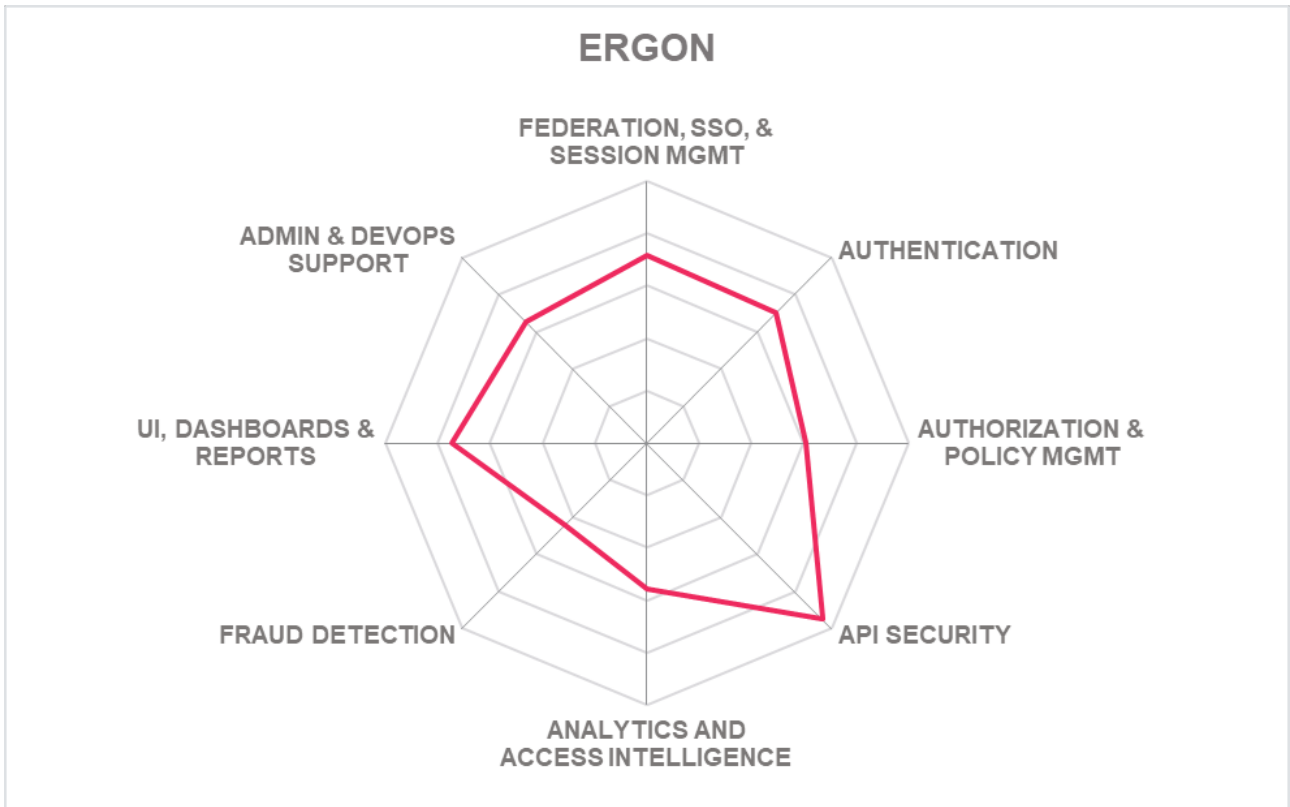 ERGON
FEDERATION, SSO, &
SESSION MGMT
ADMIN & DEVOPS
SUPPORT
AUTHENTICATION
UI, DASHBOARDS &
REPORTS
AUTHORIZATION &
POLICY MGMT
FRAUD DETECTION
API SECURITY
ANALYTICS AND
ACCESS INTELLIGENCE